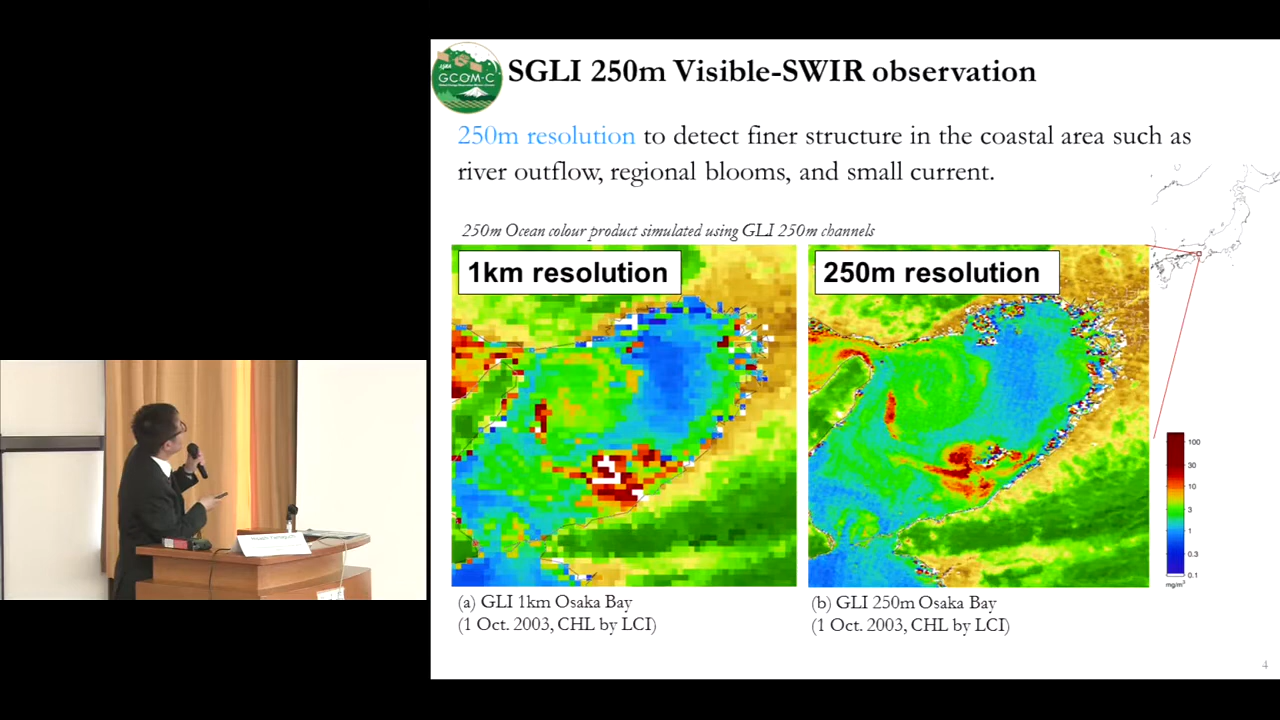 GCOM-C
SGLI 250m Visible-SWIR observation
250m resolution to detect finer structure in the coastal area such as
river outflow, regional blooms, and small current.
250m Ocean colour product simulated using GLI 250m channels
1km resolution
250m resolution
100
30
10
3
1
0.3
0.1
mg/m³
(a) GLI 1km Osaka Bay
(1 Oct. 2003, CHL by LCI)
(b) GLI 250m Osaka Bay
(1 Oct. 2003, CHL by LCI)
4